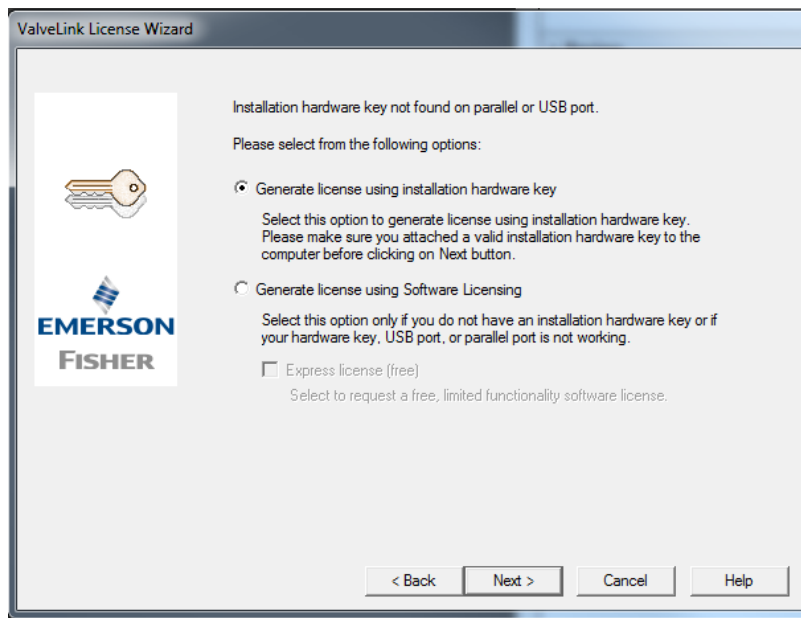 ValveLink License Wizard
Installation hardware key not found on parallel or USB port.
Please select from the following options:
Generate license using installation hardware key
Select this option to generate license using installation hardware key.
Please make sure you attached a valid installation hardware key to the
computer before clicking on Next button.
Generate license using Software Licensing
Select this option only if you do not have an installation hardware key or if
your hardware key, USB port, or parallel port is not working.
Express license (free)
Select to request a free, limited functionality software license.
EMERSON
FISHER
< Back
Next >
Cancel
Help